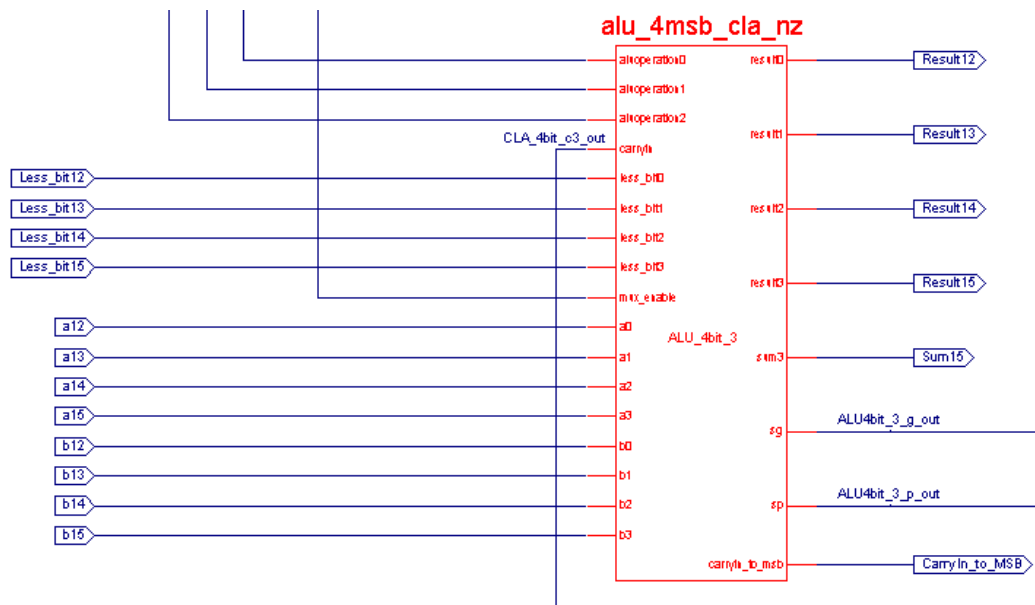 alu_4msb_cla_nz
aluoperation0
result0
Result12
aluoperation1
aluoperation2
result1
Result13
CLA_4bit_c3_out
carryin
Less_bit12
less_bit0
Less_bit13
less_bit1
result2
Result14
Less_bit14
less_bit2
Less_bit15
less_bit3
result3
Result15
mux_enable
a12
a0
ALU_4bit_3
a13
a1
sum3
Sum15
a14
a2
a15
a3
ALU4bit_3_g_out
b12
b0
sg
b13
b1
ALU4bit_3_p_out
b14
b2
sp
b15
b3
carryin_to_msb
CarryIn_to_MSB